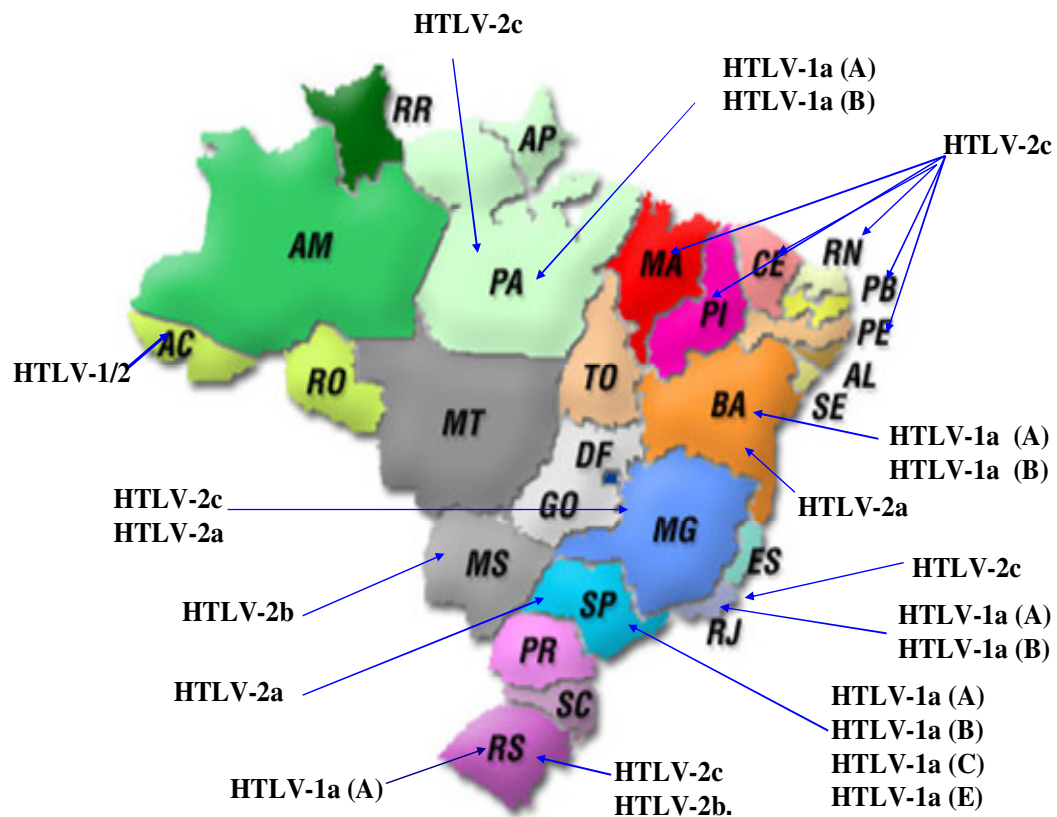 HTLV-2c
HTLV-1a (A)
HTLV-1a (B)
RR
AP
HTLV-2c
AM
PA
MA
CE
RN
PB
PI
PE
AC
HTLV-1/2
RO
TO
AL
SE
BA
MT
HTLV-1a (A)
HTLV-1a (B)
DF
HTLV-2c
HTLV-2a
GO
HTLV-2a
MG
ES
MS
HTLV-2c
HTLV-2b
SP
HTLV-1a (A)
HTLV-1a (B)
RJ
PR
HTLV-2a
SC
HTLV-1a (A)
HTLV-1a (B)
HTLV-1a (C)
HTLV-1a (E)
RS
HTLV-1a (A)
HTLV-2c
HTLV-2b.